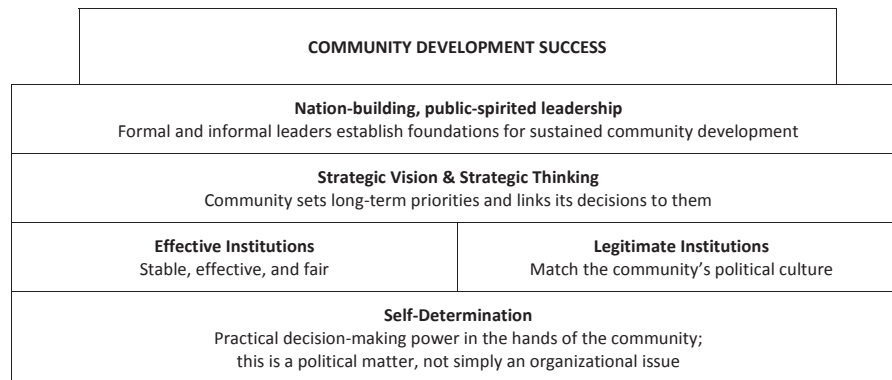 COMMUNITY DEVELOPMENT SUCCESS
Nation-building, public-spirited leadership
Formal and informal leaders establish foundations for sustained community development
Strategic Vision & Strategic Thinking
Community sets long-term priorities and links its decisions to them
Effective Institutions
Stable, effective, and fair
Legitimate Institutions
Match the community’s political culture
Self-Determination
Practical decision-making power in the hands of the community;
this is a political matter, not simply an organizational issue